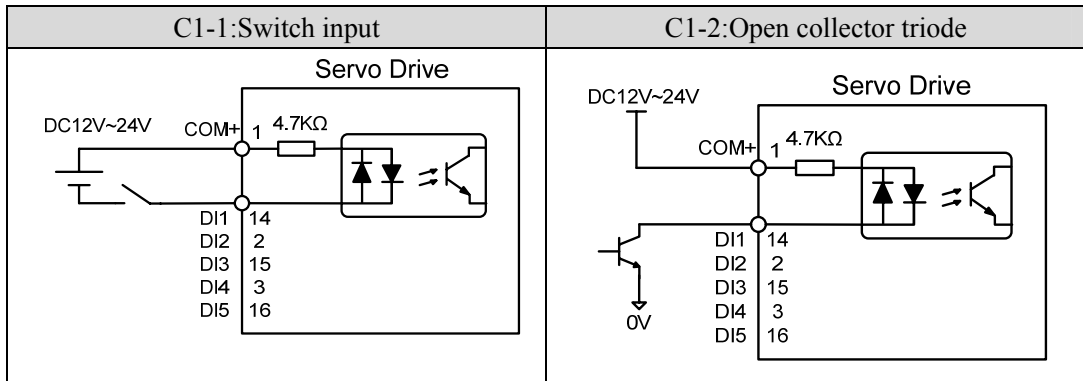 C1-1:Switch input
C1-2:Open collector triode
Servo Drive
DC12V~24V
COM+ 1 4.7KΩ
DI1 14
DI2 2
DI3 15
DI4 3
DI5 16
Servo Drive
DC12V~24V
COM+ 1 4.7KΩ
DI1 14
DI2 2
DI3 15
DI4 3
DI5 16
0V